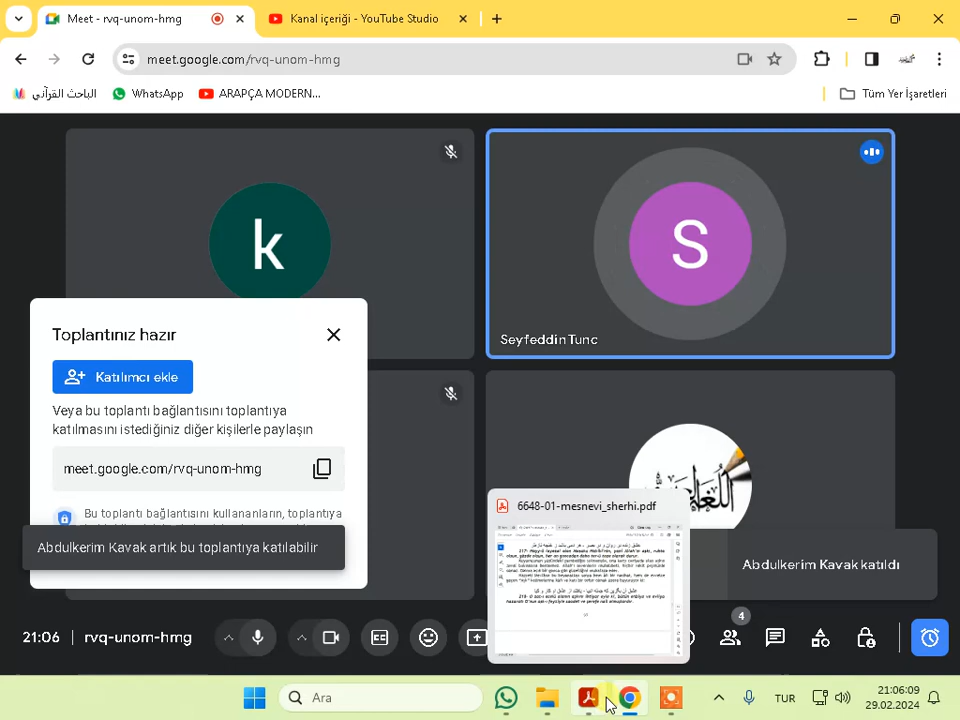 Meet - rvq-unom-hmg
Kanal içeriği - YouTube Studio
meet.google.com/rvq-unom-hmg
الباحث القرآني
WhatsApp
ARAPÇA MODERN...
Tüm Yer İşaretleri
k
S
Seyfeddin Tunc
Toplantınız hazır
Katılımcı ekle
Veya bu toplantı bağlantısını toplantıya
katılmasını istediğiniz diğer kişilerle paylaşın
meet.google.com/rvq-unom-hmg
Bu toplantı bağlantısını kullananların, toplantıya
Abdulkerim Kavak artık bu toplantıya katılabilir
6648-01-mesnevi_sherhi.pdf
Abdulkerim Kavak katıldı
21:06
rvq-unom-hmg
4
Ara
TUR
21:06:09
29.02.2024